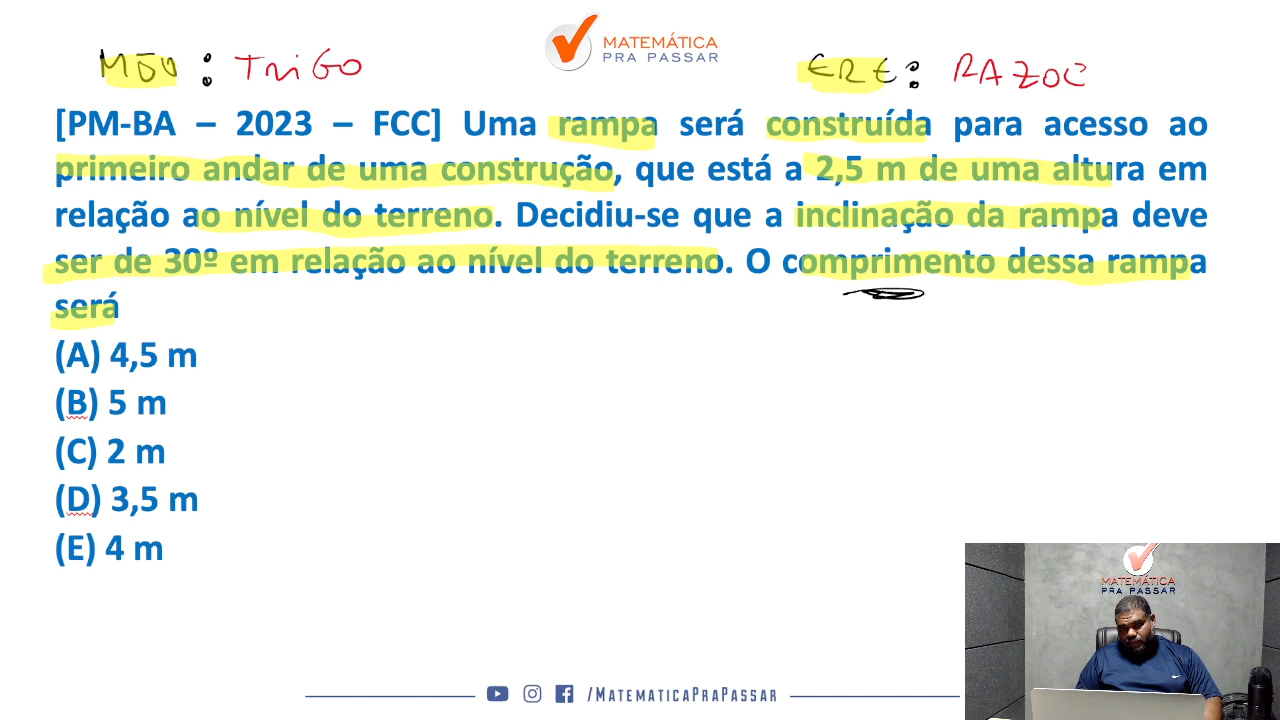 MATEMÁTICA
PRA PASSAR
: TRiGO
: RAZOE
[PM-BA – 2023 – FCC] Uma rampa será construída para acesso ao
primeiro andar de uma construção, que está a 2,5 m de uma altura em
relação ao nível do terreno. Decidiu-se que a inclinação da rampa deve
ser de 30º em relação ao nível do terreno. O comprimento dessa rampa
será
(A) 4,5 m
(B) 5 m
(C) 2 m
(D) 3,5 m
(E) 4 m
MATEMÁTICA
PRA PASSAR
/MATEMATICAPRAPASSAR